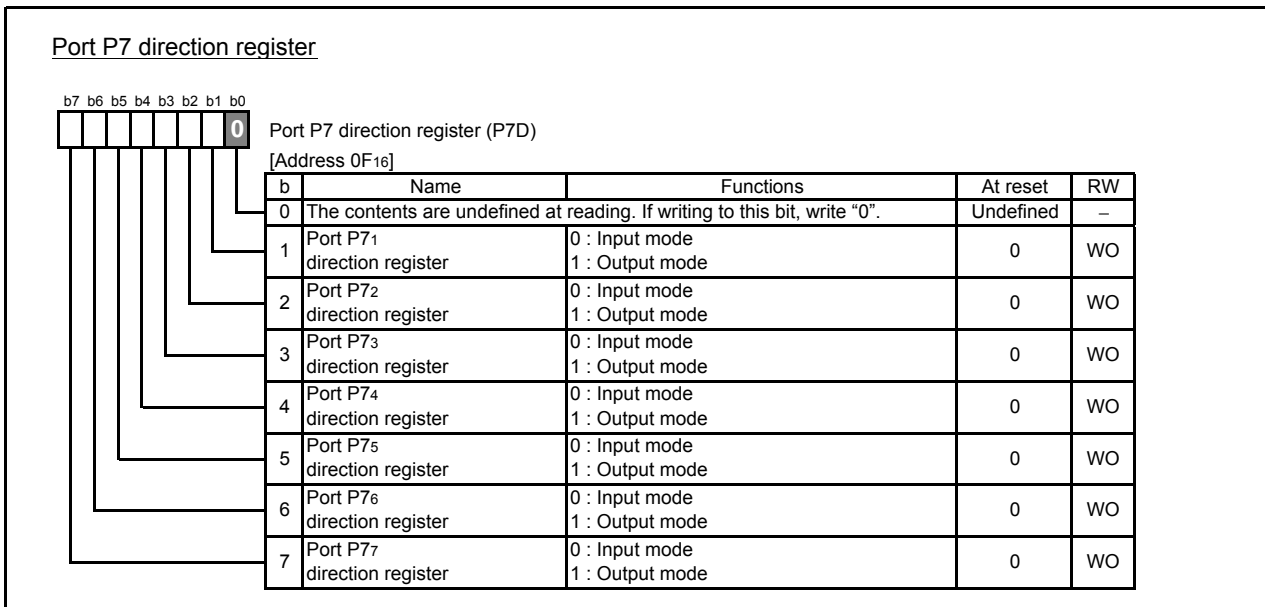 Port P7 direction register
b7 b6 b5 b4 b3 b2 b1 b0
0
Port P7 direction register (P7D)
[Address 0F16]
b Name Functions At reset RW
0 The contents are undefined at reading. If writing to this bit, write “0”. Undefined –
1 Port P71 direction register 0 : Input mode 0 WO
1 : Output mode
2 Port P72 direction register 0 : Input mode 0 WO
1 : Output mode
3 Port P73 direction register 0 : Input mode 0 WO
1 : Output mode
4 Port P74 direction register 0 : Input mode 0 WO
1 : Output mode
5 Port P75 direction register 0 : Input mode 0 WO
1 : Output mode
6 Port P76 direction register 0 : Input mode 0 WO
1 : Output mode
7 Port P77 direction register 0 : Input mode 0 WO
1 : Output mode